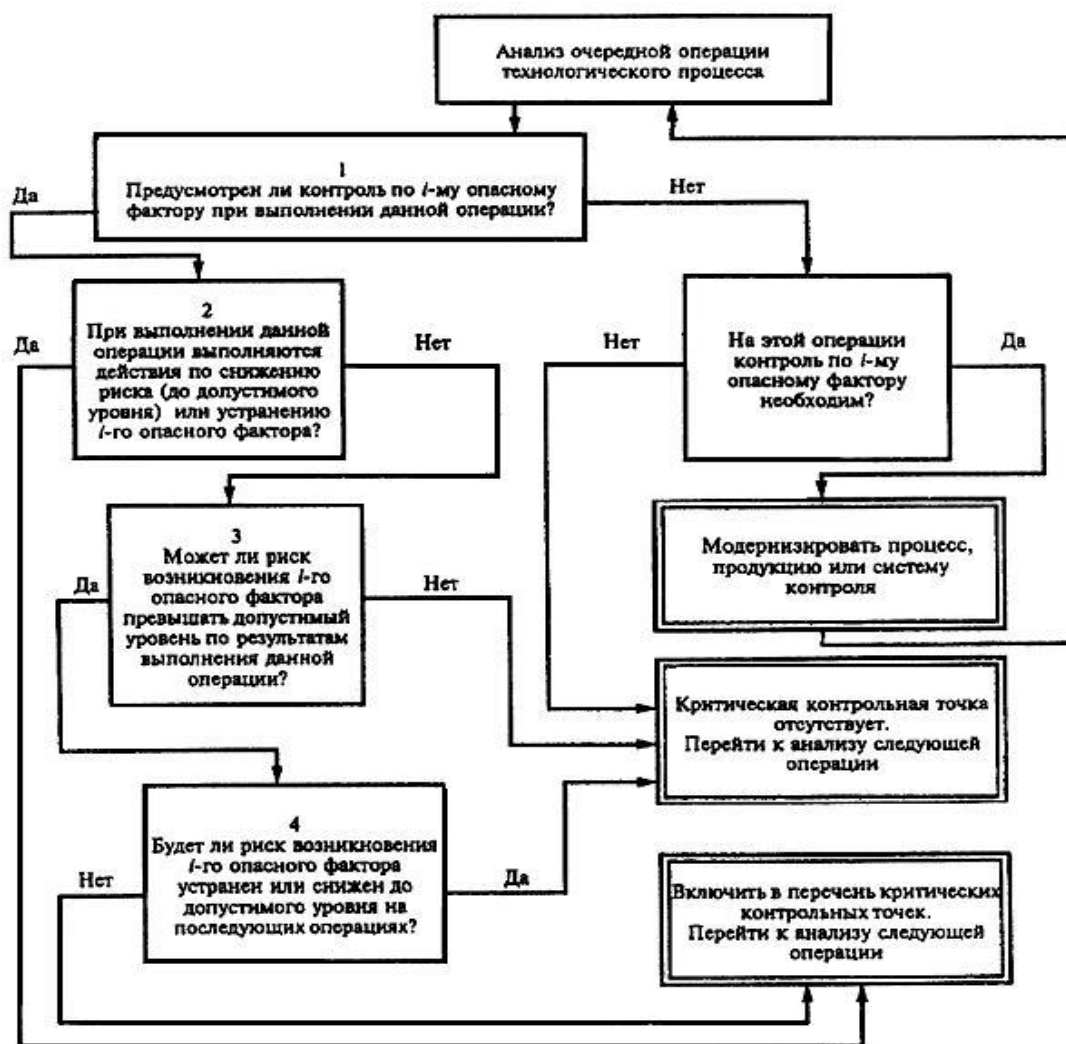 Анализ очередной операции
технологического процесса
1
Предусмотрен ли контроль по i-му опасному
фактору при выполнении данной операции?
Да
Нет
2
При выполнении данной
операции выполняются
действия по снижению
риска (до допустимого
уровня) или устранению
i-го опасного фактора?
Да
Нет
На этой операции
контроль по i-му
опасному фактору
необходим?
Нет
Да
3
Может ли риск
возникновения i-го
опасного фактора
превышать допустимый
уровень по результатам
выполнения данной
операции?
Да
Нет
Модернизировать процесс,
продукцию или систему
контроля
Критическая контрольная точка
отсутствует.
Перейти к анализу следующей
операции
4
Будет ли риск возникновения
i-го опасного фактора
устранен или снижен до
допустимого уровня на
последующих операциях?
Нет
Да
Включить в перечень критических
контрольных точек.
Перейти к анализу следующей
операции